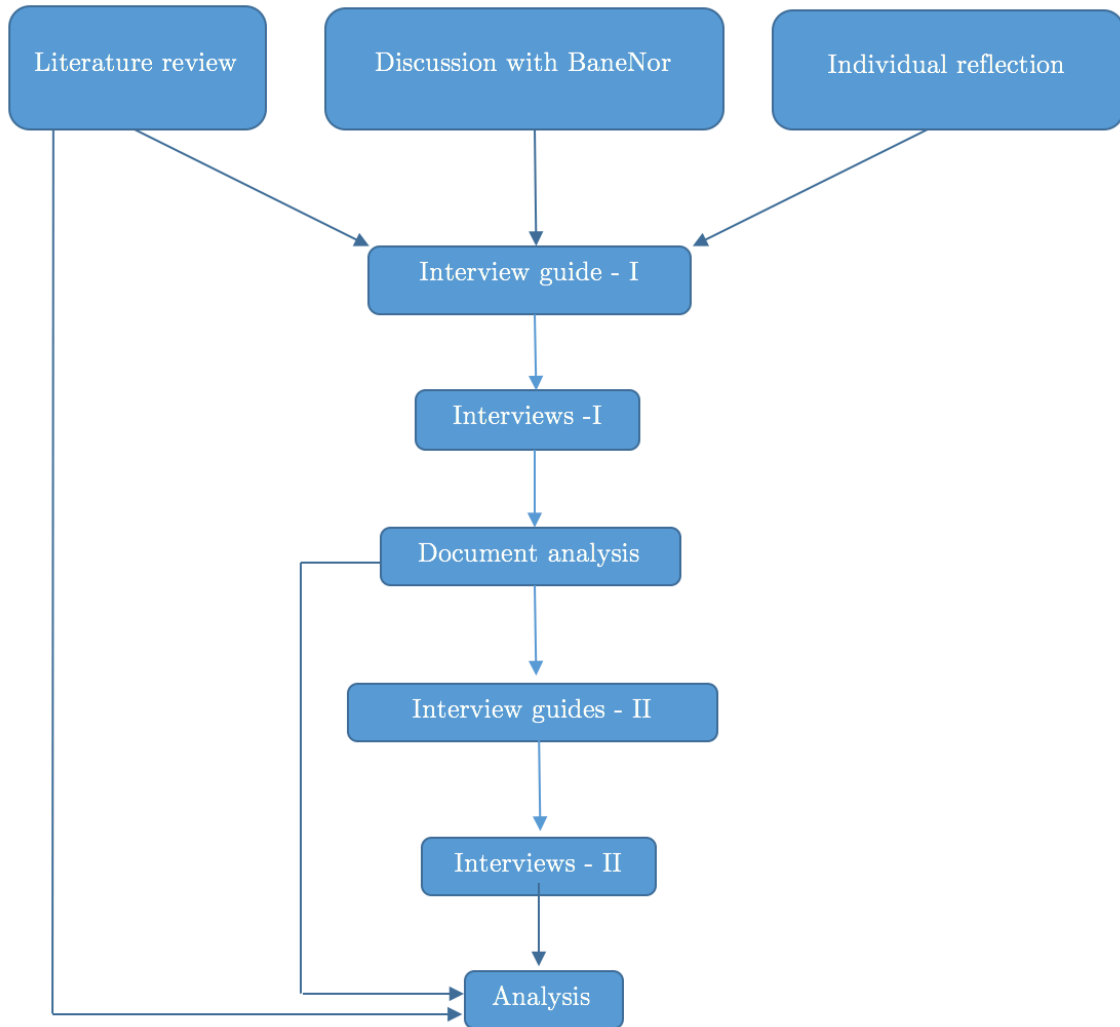 Literature review
Discussion with BaneNor
Individual reflection
Interview guide - I
Interviews -I
Document analysis
Interview guides - II
Interviews - II
Analysis